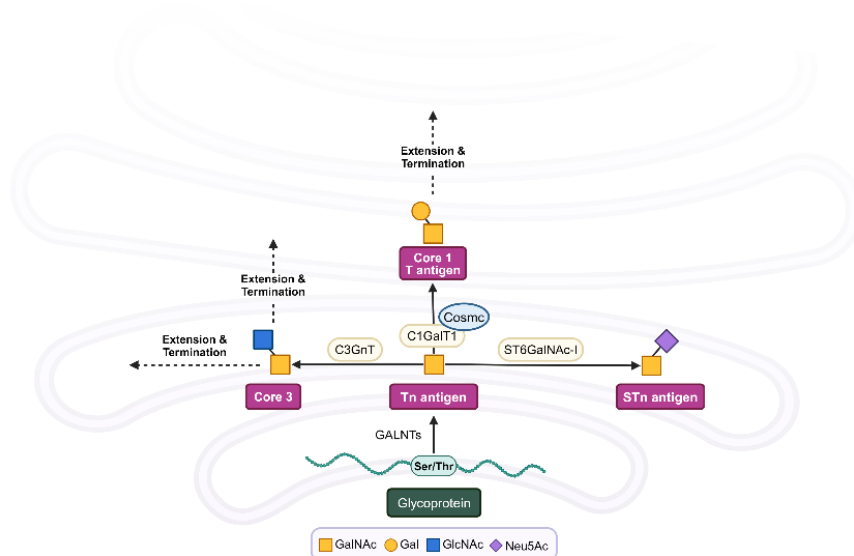 Extension &
Termination
Core 1
T antigen
Extension &
Termination
Cosmc
Extension &
Termination
C3GnT
C1GalT1
ST6GalNAc-I
Core 3
Tn antigen
STn antigen
GALNTs
Ser/Thr
Glycoprotein
GalNAc Gal GlcNAc Neu5Ac